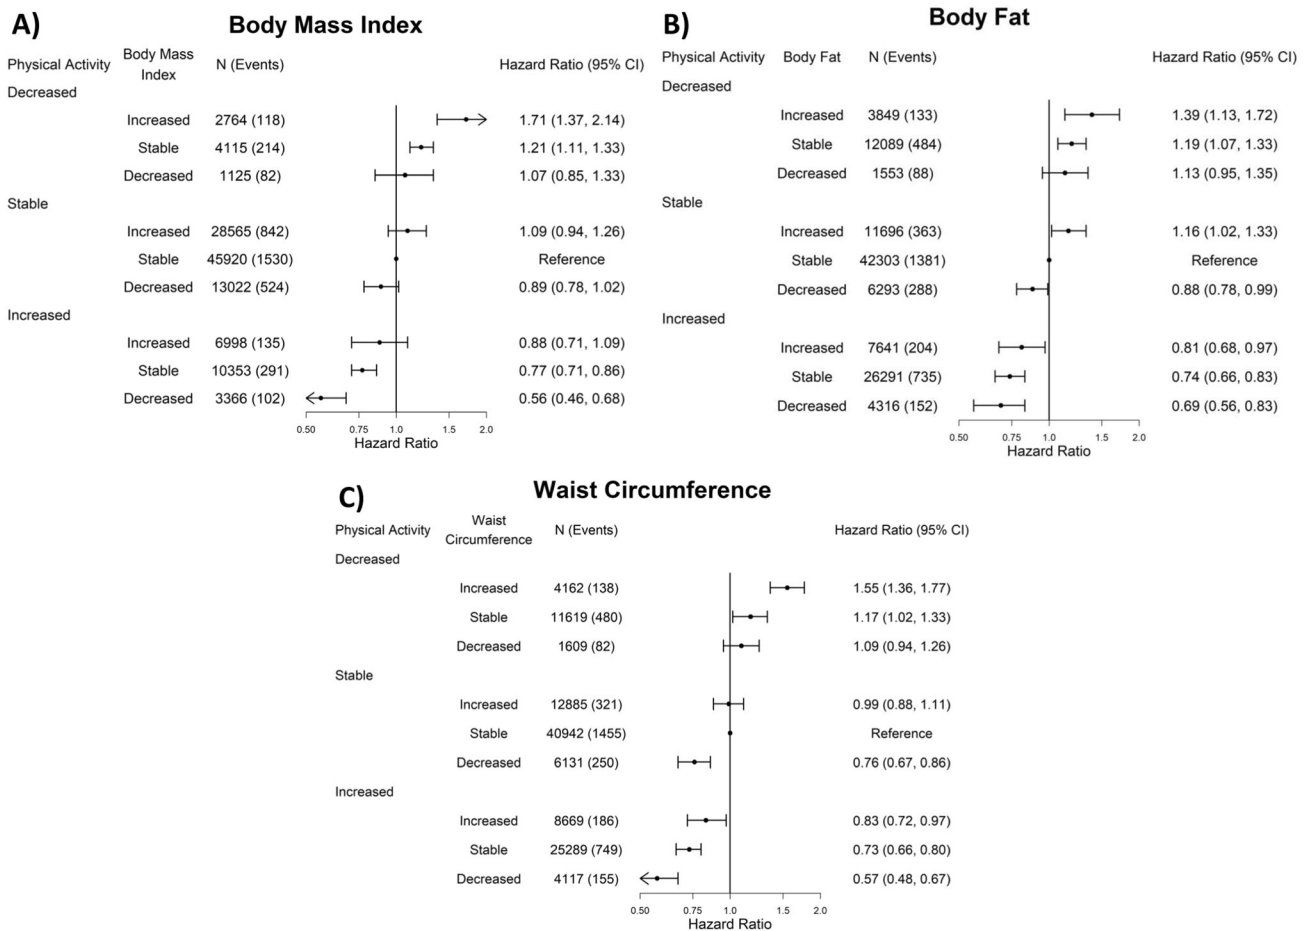 A)
Body Mass Index
Physical Activity Body Mass Index N (Events) Hazard Ratio (95% CI)
Decreased
Increased 2764 (118) 1.71 (1.37, 2.14)
Stable 4115 (214) 1.21 (1.11, 1.33)
Decreased 1125 (82) 1.07 (0.85, 1.33)
Stable
Increased 28565 (842) 1.09 (0.94, 1.26)
Stable 45920 (1530) Reference
Decreased 13022 (524) 0.89 (0.78, 1.02)
Increased
Increased 6998 (135) 0.88 (0.71, 1.09)
Stable 10353 (291) 0.77 (0.71, 0.86)
Decreased 3366 (102) 0.56 (0.46, 0.68)
0.50 0.75 1.0 1.5 2.0
Hazard Ratio
B)
Body Fat
Physical Activity Body Fat N (Events) Hazard Ratio (95% CI)
Decreased
Increased 3849 (133) 1.39 (1.13, 1.72)
Stable 12089 (484) 1.19 (1.07, 1.33)
Decreased 1553 (88) 1.13 (0.95, 1.35)
Stable
Increased 11696 (363) 1.16 (1.02, 1.33)
Stable 42303 (1381) Reference
Decreased 6293 (288) 0.88 (0.78, 0.99)
Increased
Increased 7641 (204) 0.81 (0.68, 0.97)
Stable 26291 (735) 0.74 (0.66, 0.83)
Decreased 4316 (152) 0.69 (0.56, 0.83)
0.50 0.75 1.0 1.5 2.0
Hazard Ratio
C)
Waist Circumference
Physical Activity Waist Circumference N (Events) Hazard Ratio (95% CI)
Decreased
Increased 4162 (138) 1.55 (1.36, 1.77)
Stable 11619 (480) 1.17 (1.02, 1.33)
Decreased 1609 (82) 1.09 (0.94, 1.26)
Stable
Increased 12885 (321) 0.99 (0.88, 1.11)
Stable 40942 (1455) Reference
Decreased 6131 (250) 0.76 (0.67, 0.86)
Increased
Increased 8669 (186) 0.83 (0.72, 0.97)
Stable 25289 (749) 0.73 (0.66, 0.80)
Decreased 4117 (155) 0.57 (0.48, 0.67)
0.50 0.75 1.0 1.5 2.0
Hazard Ratio